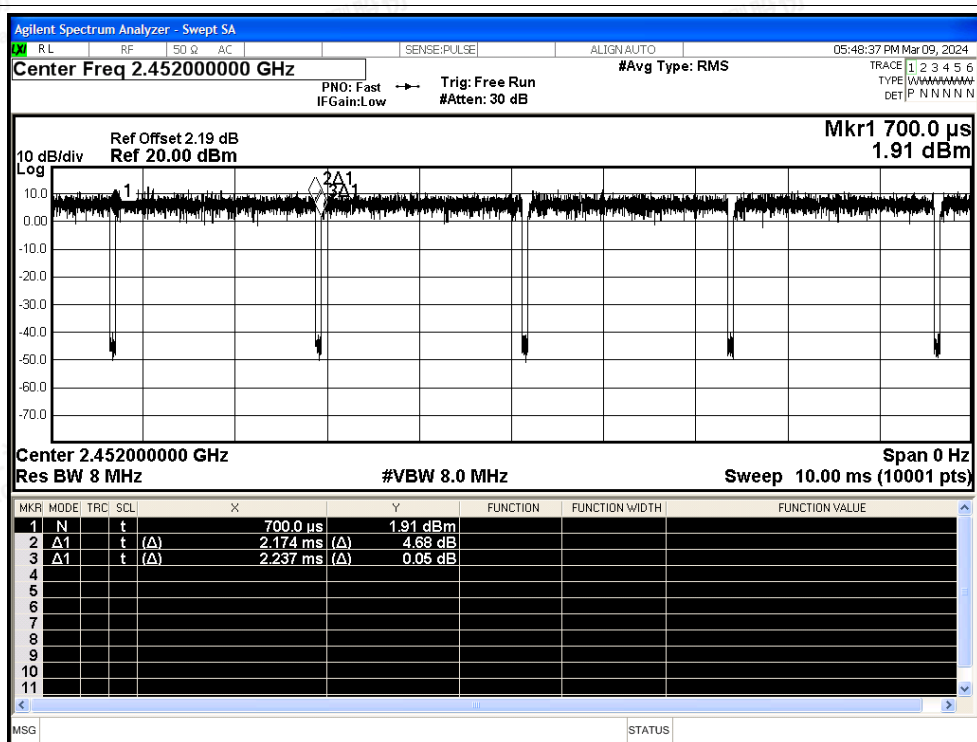 Agilent Spectrum Analyzer - Swept SA
LXI RL RF 50 Ω AC SENSE:PULSE ALIGN AUTO 05:48:37 PM Mar 09, 2024
Center Freq 2.452000000 GHz #Avg Type: RMS TRACE 1 2 3 4 5 6
PNO: Fast Trig: Free Run TYPE WWWWWW
IFGain:Low #Atten: 30 dB DET P N N N N N
Mkr1 700.0 µs
Ref Offset 2.19 dB
10 dB/div Ref 20.00 dBm 1.91 dBm
Log
2Δ1
10.0 1 3Δ1
0.00
-10.0
-20.0
-30.0
-40.0
-50.0
-60.0
-70.0
Center 2.452000000 GHz Span 0 Hz
Res BW 8 MHz #VBW 8.0 MHz Sweep 10.00 ms (10001 pts)
MKR MODE TRC SCL X Y FUNCTION FUNCTION WIDTH FUNCTION VALUE
1 N t 700.0 µs 1.91 dBm
2 Δ1 t (Δ) 2.174 ms (Δ) 4.68 dB
3 Δ1 t (Δ) 2.237 ms (Δ) 0.05 dB
4
5
6
7
8
9
10
11
MSG STATUS